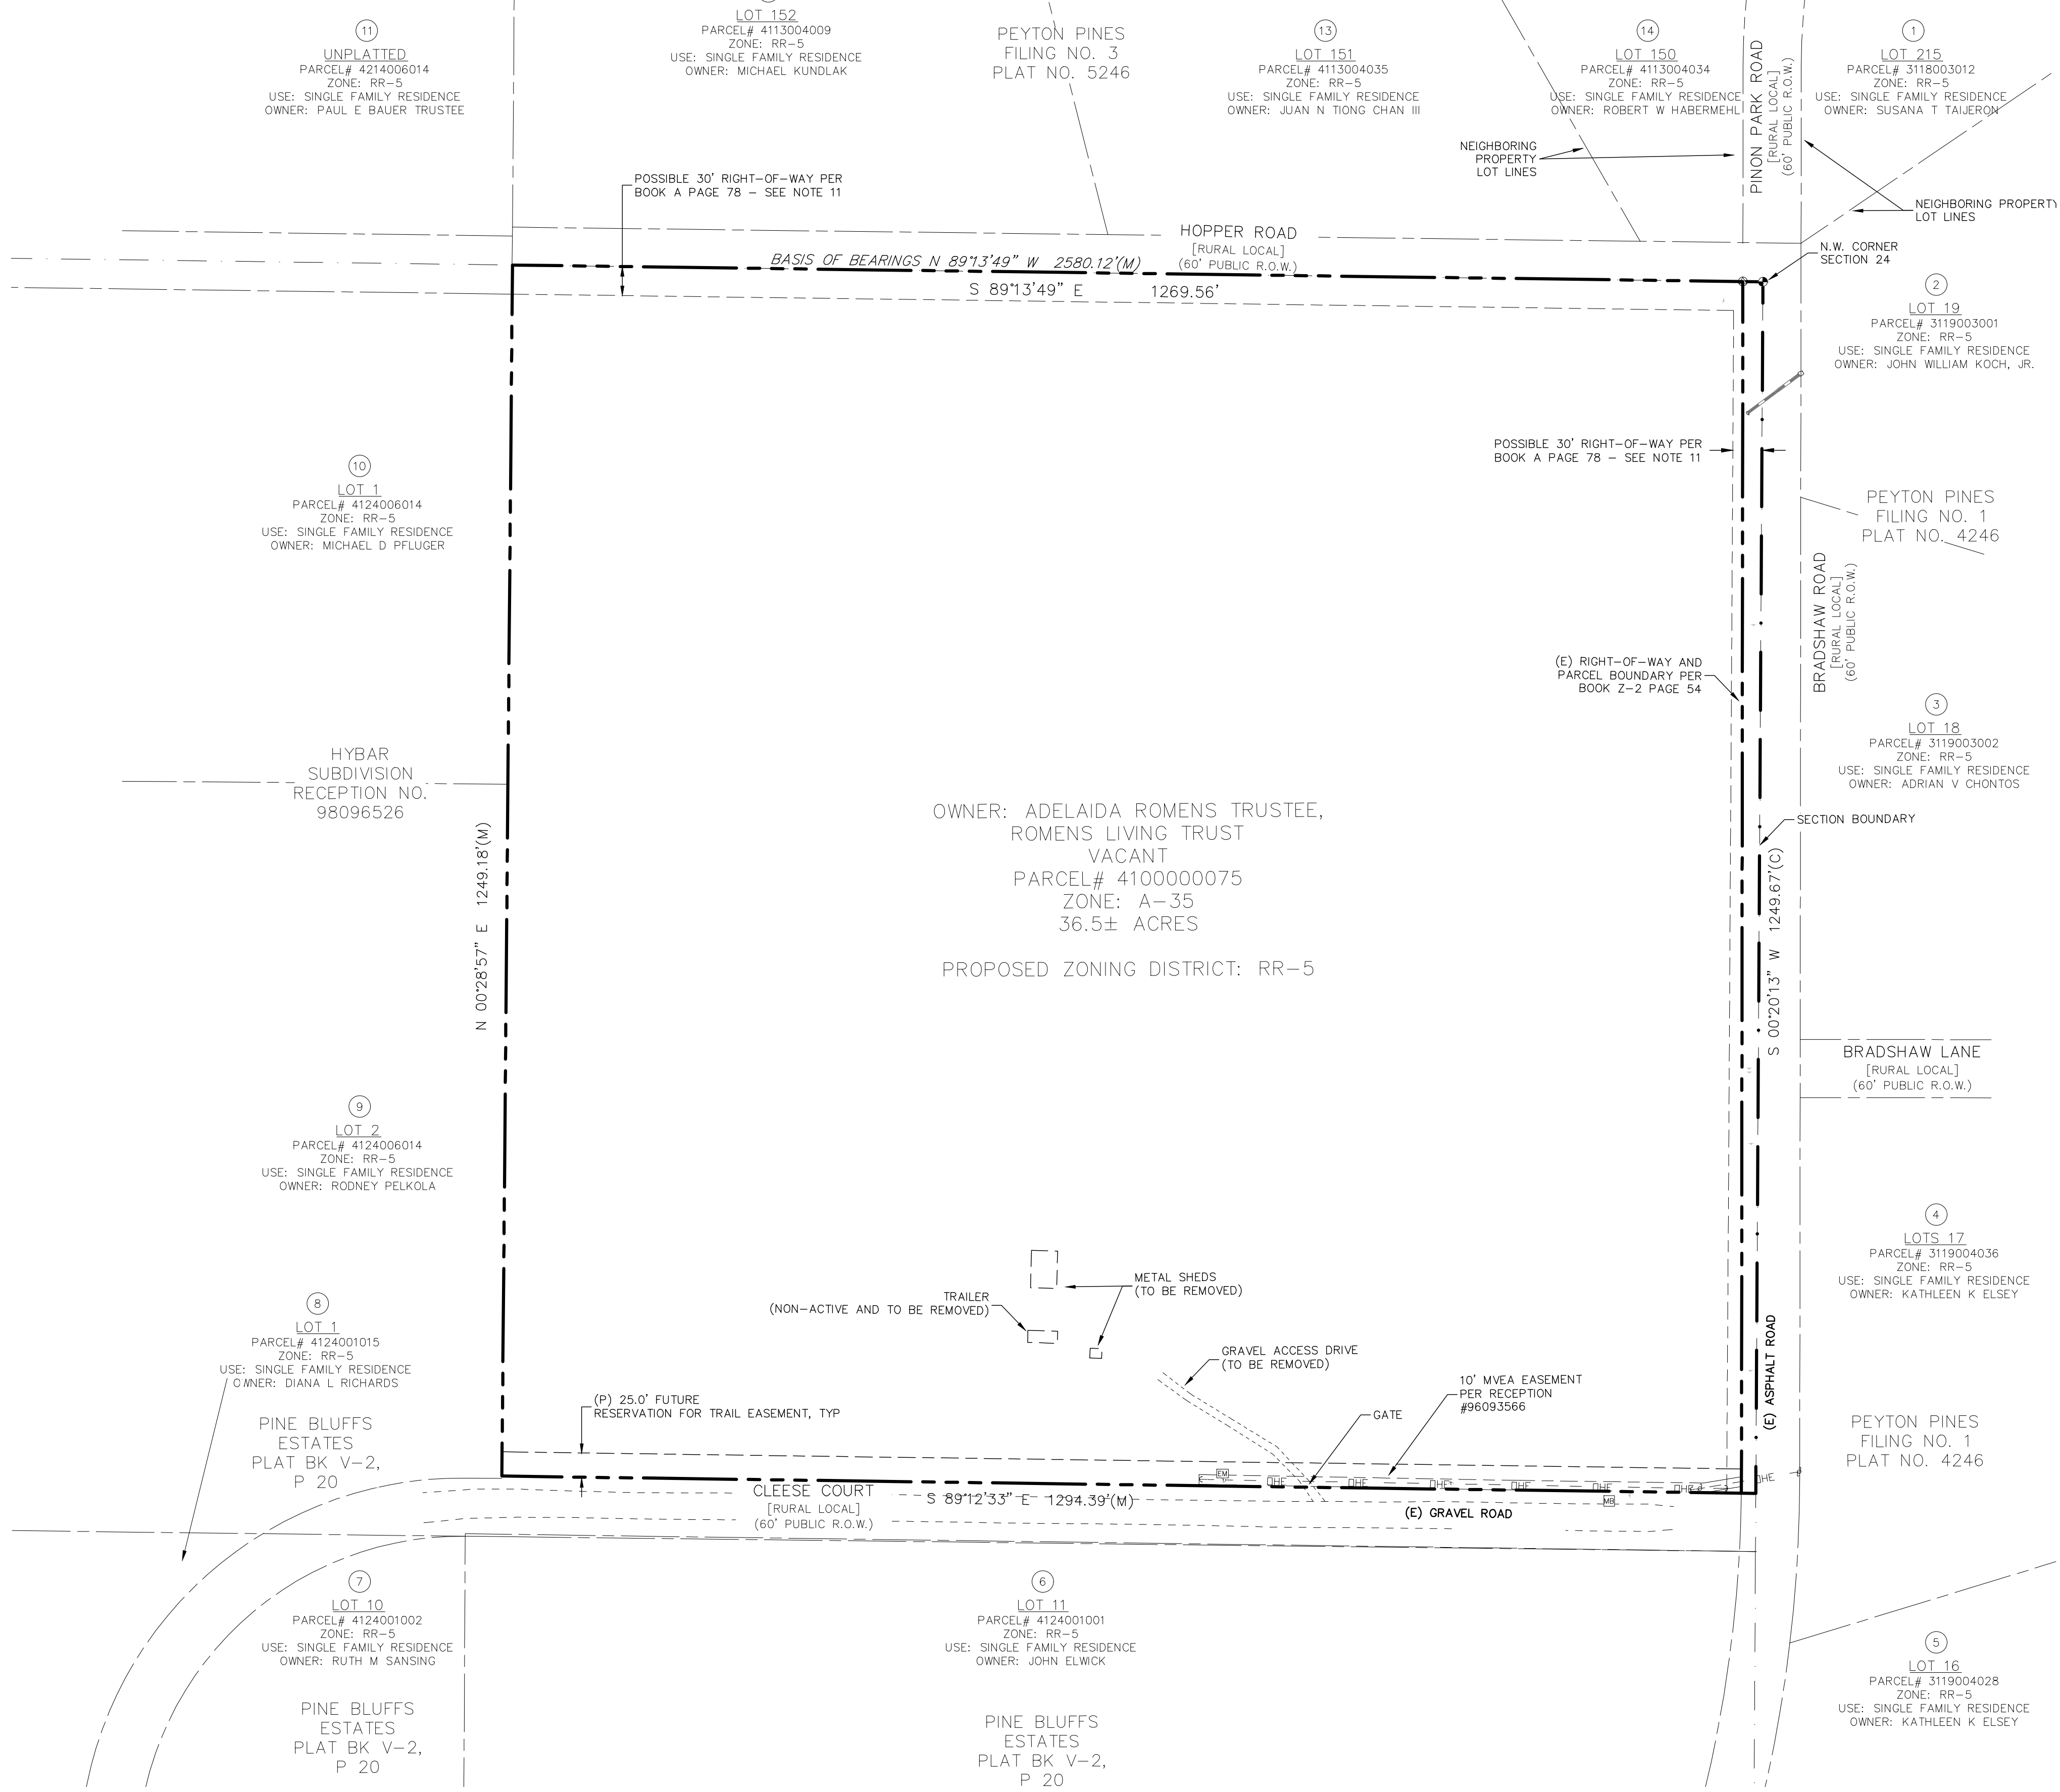 11
UNPLATTED
PARCEL# 4214006014
ZONE: RR-5
USE: SINGLE FAMILY RESIDENCE
OWNER: PAUL E BAUER TRUSTEE
LOT 152
PARCEL# 4113004009
ZONE: RR-5
USE: SINGLE FAMILY RESIDENCE
OWNER: MICHAEL KUNDLAK
PEYTON PINES
FILING NO. 3
PLAT NO. 5246
13
LOT 151
PARCEL# 4113004035
ZONE: RR-5
USE: SINGLE FAMILY RESIDENCE
OWNER: JUAN N TIONG CHAN III
14
LOT 150
PARCEL# 4113004034
ZONE: RR-5
USE: SINGLE FAMILY RESIDENCE
OWNER: ROBERT W HABERMEHL
PINON PARK ROAD
[RURAL LOCAL]
(60' PUBLIC R.O.W.)
1
LOT 215
PARCEL# 3118003012
ZONE: RR-5
USE: SINGLE FAMILY RESIDENCE
OWNER: SUSANA T TAIJERON
NEIGHBORING
PROPERTY
LOT LINES
NEIGHBORING PROPERTY
LOT LINES
POSSIBLE 30' RIGHT-OF-WAY PER
BOOK A PAGE 78 - SEE NOTE 11
HOPPER ROAD
[RURAL LOCAL]
(60' PUBLIC R.O.W.)
BASIS OF BEARINGS N 89°13'49" W 2580.12'(M)
S 89°13'49" E 1269.56'
N.W. CORNER
SECTION 24
2
LOT 19
PARCEL# 3119003001
ZONE: RR-5
USE: SINGLE FAMILY RESIDENCE
OWNER: JOHN WILLIAM KOCH, JR.
10
LOT 1
PARCEL# 4124006014
ZONE: RR-5
USE: SINGLE FAMILY RESIDENCE
OWNER: MICHAEL D PFLUGER
POSSIBLE 30' RIGHT-OF-WAY PER
BOOK A PAGE 78 - SEE NOTE 11
PEYTON PINES
FILING NO. 1
PLAT NO. 4246
BRADSHAW ROAD
[RURAL LOCAL]
(60' PUBLIC R.O.W.)
(E) RIGHT-OF-WAY AND
PARCEL BOUNDARY PER
BOOK Z-2 PAGE 54
3
LOT 18
PARCEL# 3119003002
ZONE: RR-5
USE: SINGLE FAMILY RESIDENCE
OWNER: ADRIAN V CHONTOS
HYBAR
SUBDIVISION
RECEPTION NO.
98096526
N 00°28'57" E 1249.18'(M)
OWNER: ADELAIDA ROMENS TRUSTEE,
ROMENS LIVING TRUST
VACANT
PARCEL# 4100000075
ZONE: A-35
36.5± ACRES
PROPOSED ZONING DISTRICT: RR-5
SECTION BOUNDARY
S 00°20'13" W 1249.67'(C)
BRADSHAW LANE
[RURAL LOCAL]
(60' PUBLIC R.O.W.)
9
LOT 2
PARCEL# 4124006014
ZONE: RR-5
USE: SINGLE FAMILY RESIDENCE
OWNER: RODNEY PELKOLA
4
LOTS 17
PARCEL# 3119004036
ZONE: RR-5
USE: SINGLE FAMILY RESIDENCE
OWNER: KATHLEEN K ELSEY
METAL SHEDS
(TO BE REMOVED)
TRAILER
(NON-ACTIVE AND TO BE REMOVED)
8
LOT 1
PARCEL# 4124001015
ZONE: RR-5
USE: SINGLE FAMILY RESIDENCE
OWNER: DIANA L RICHARDS
GRAVEL ACCESS DRIVE
(TO BE REMOVED)
10' MVEA EASEMENT
PER RECEPTION
#96093566
GATE
(E) ASPHALT ROAD
(P) 25.0' FUTURE
RESERVATION FOR TRAIL EASEMENT, TYP
PINE BLUFFS
ESTATES
PLAT BK V-2,
P 20
PEYTON PINES
FILING NO. 1
PLAT NO. 4246
EM
OHE
OHE
OHE
OHE
OHE
OHE
OHE
MB
CLEESE COURT
[RURAL LOCAL]
(60' PUBLIC R.O.W.)
S 89°12'33" E 1294.39'(M)
(E) GRAVEL ROAD
7
LOT 10
PARCEL# 4124001002
ZONE: RR-5
USE: SINGLE FAMILY RESIDENCE
OWNER: RUTH M SANSING
6
LOT 11
PARCEL# 4124001001
ZONE: RR-5
USE: SINGLE FAMILY RESIDENCE
OWNER: JOHN ELWICK
5
LOT 16
PARCEL# 3119004028
ZONE: RR-5
USE: SINGLE FAMILY RESIDENCE
OWNER: KATHLEEN K ELSEY
PINE BLUFFS
ESTATES
PLAT BK V-2,
P 20
PINE BLUFFS
ESTATES
PLAT BK V-2,
P 20